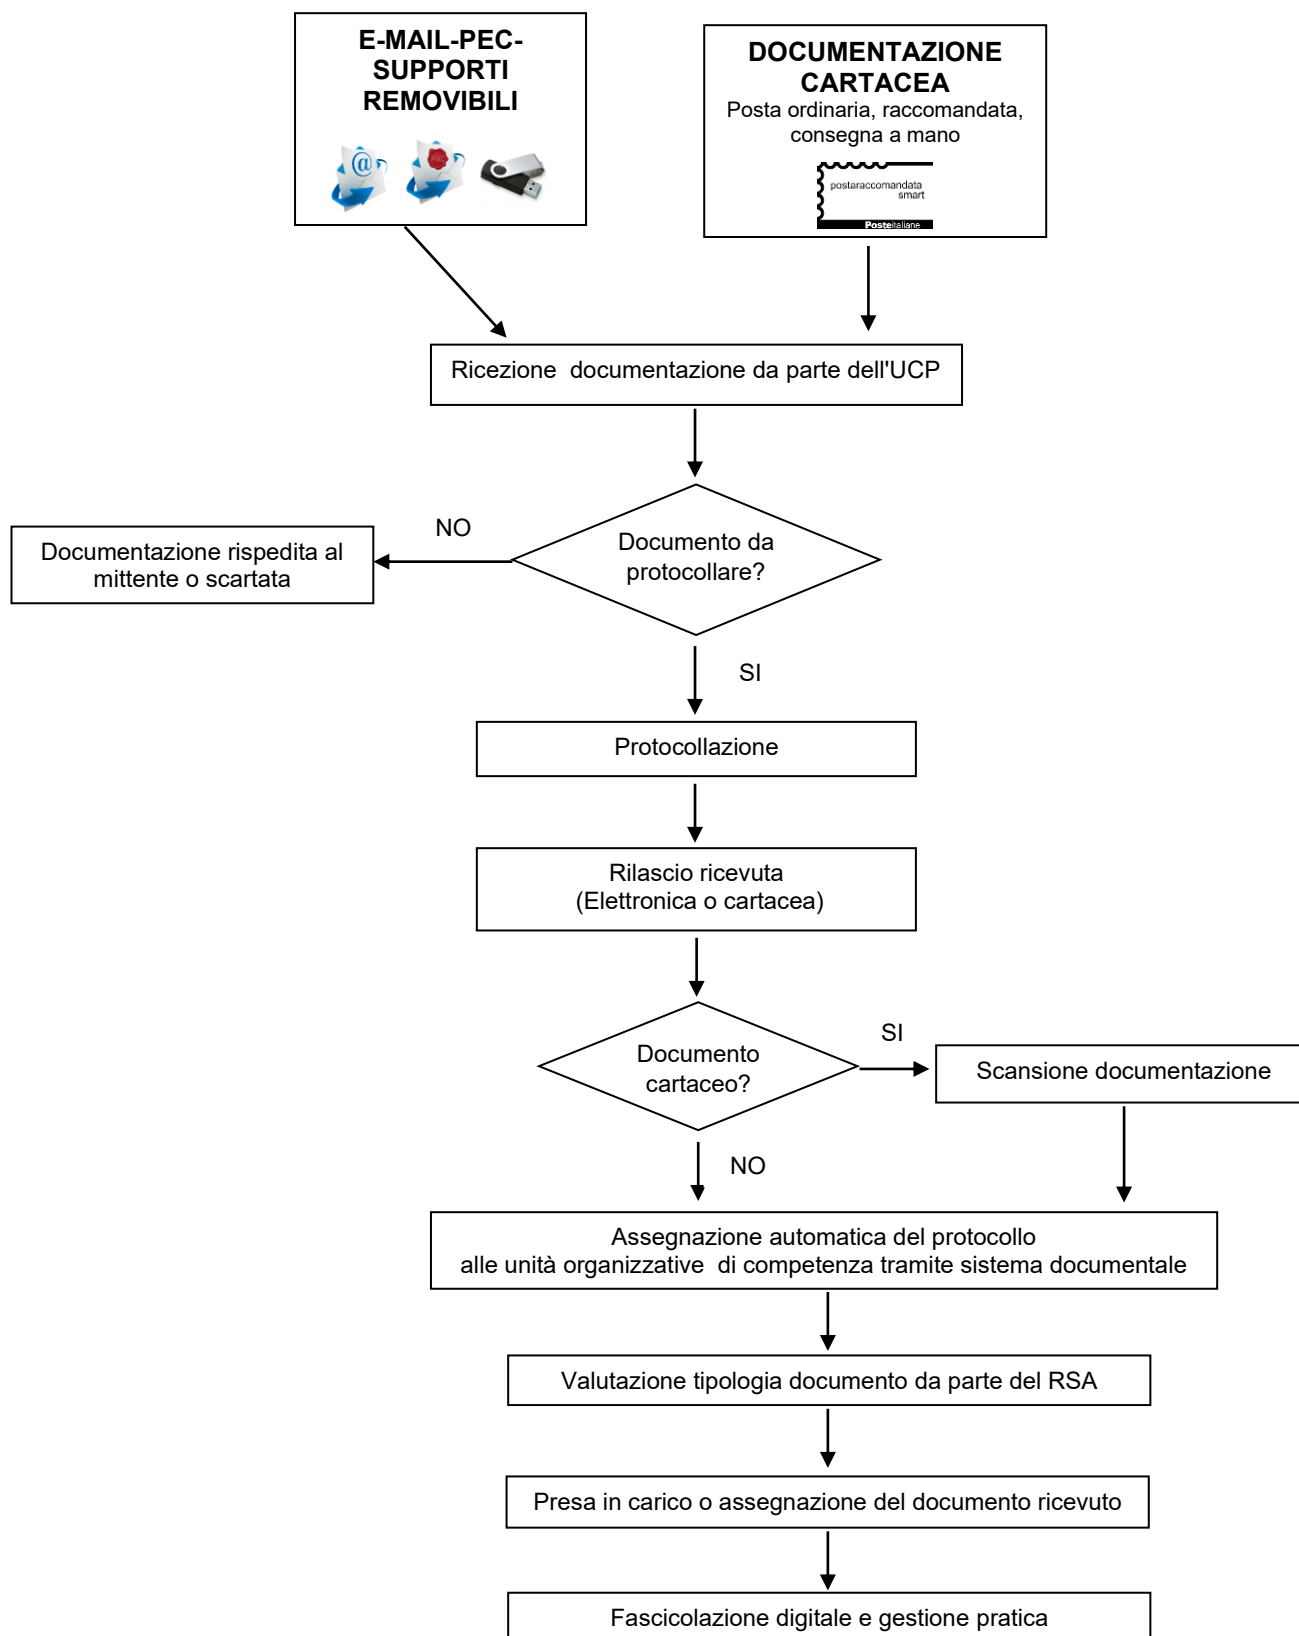 E-MAIL-PEC-
SUPPORTI
REMOVIBILI
@
DOCUMENTAZIONE
CARTACEA
Posta ordinaria, raccomandata,
consegna a mano
postaraccomandata
smart
Posteitaliane
Ricezione documentazione da parte dell'UCP
NO
Documento da
protocollare?
Documentazione rispedita al
mittente o scartata
SI
Protocollazione
Rilascio ricevuta
(Elettronica o cartacea)
Documento
cartaceo?
SI
Scansione documentazione
NO
Assegnazione automatica del protocollo
alle unità organizzative di competenza tramite sistema documentale
Valutazione tipologia documento da parte del RSA
Presa in carico o assegnazione del documento ricevuto
Fascicolazione digitale e gestione pratica